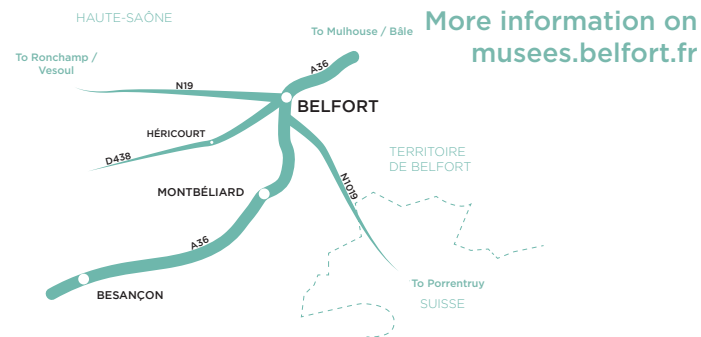 HAUTE-SAÔNE
To Mulhouse / Bâle
More information on
musees.belfort.fr
To Ronchamp /
Vesoul
A36
N19
BELFORT
HÉRICOURT
D438
TERRITOIRE
DE BELFORT
MONTBÉLIARD
N1019
A36
To Porrentruy
BESANÇON
SUISSE